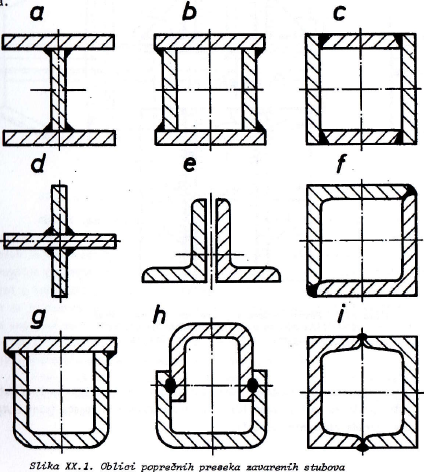 a b c
d e f
g h i
Slika XX.1. Oblici poprečnih preseka zavarenih stubova